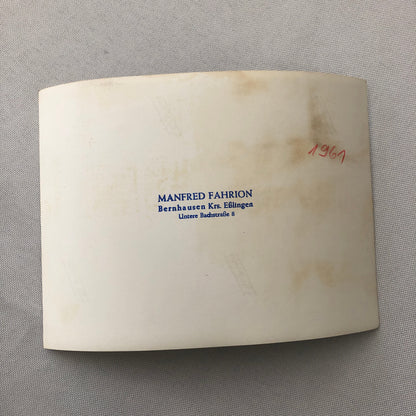 1961
MANFRED FAHRION
Bernhausen Krs. Eßlingen
Untere Bachstraße 8